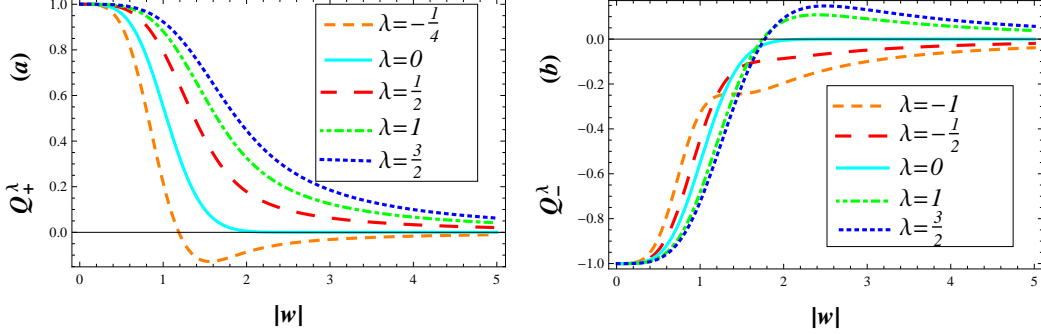 (a)
Q₊^λ
1.0
0.8
0.6
0.4
0.2
0.0
λ=-1/4
λ=0
λ=1/2
λ=1
λ=3/2
0 1 2 3 4 5
|w|
(b)
Q₋^λ
0.0
-0.2
-0.4
-0.6
-0.8
-1.0
λ=-1
λ=-1/2
λ=0
λ=1
λ=3/2
0 1 2 3 4 5
|w|